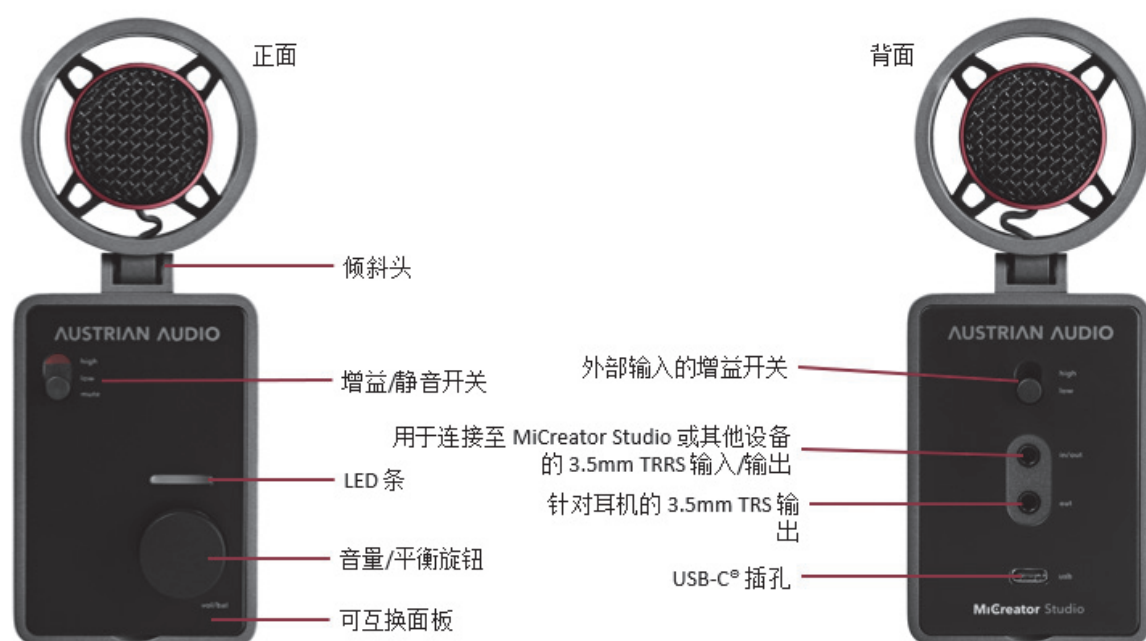 正面
背面
倾斜头
AUSTRIAN AUDIO
high
low
mute
增益/静音开关
LED 条
音量/平衡旋钮
vol/bal
可互换面板
AUSTRIAN AUDIO
外部输入的增益开关
high
low
用于连接至 MiCreator Studio 或其他设备
的 3.5mm TRRS 输入/输出
in/out
针对耳机的 3.5mm TRS 输
出
out
USB-C® 插孔
usb
MiCreator Studio